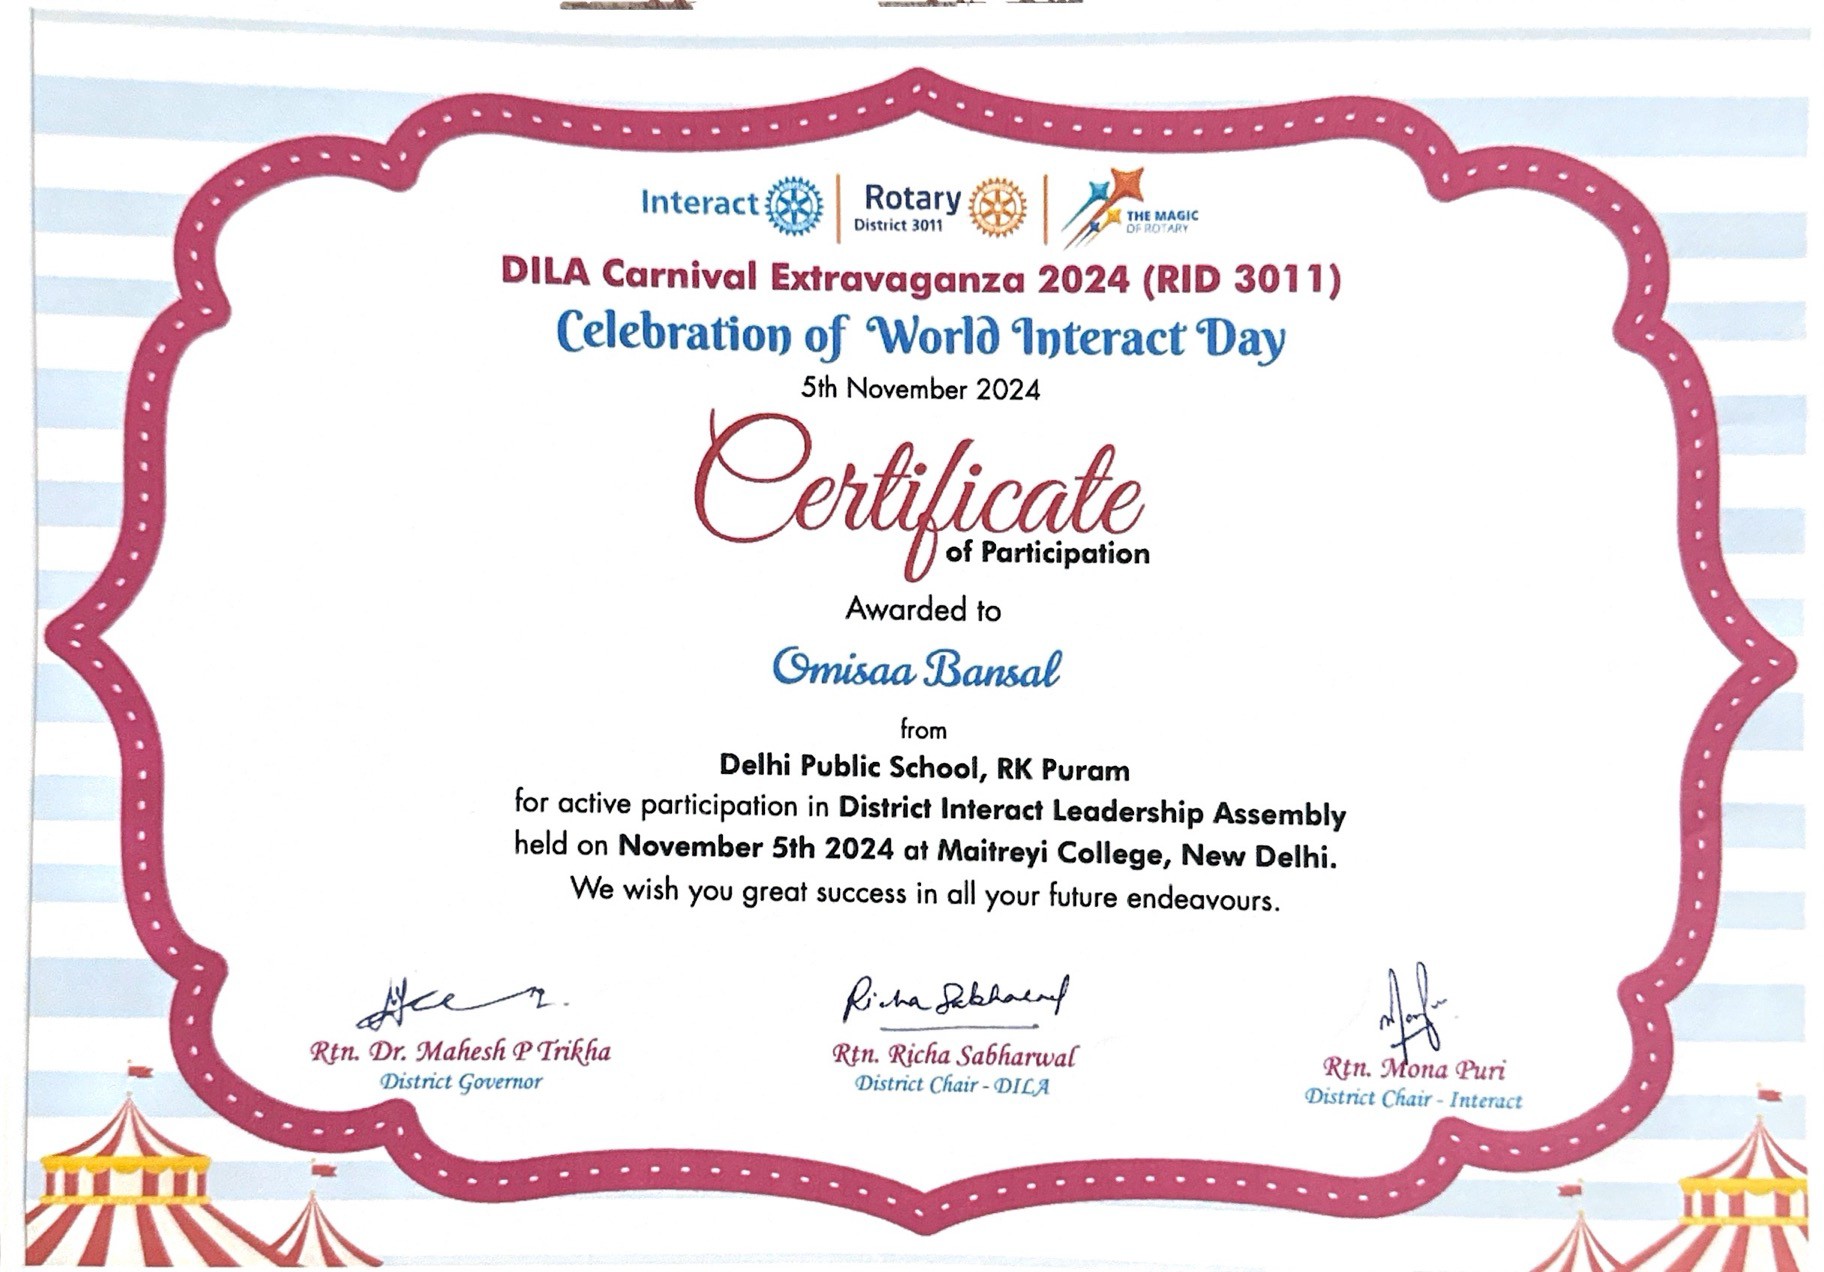 Interact
Rotary
District 3011
THE MAGIC
OF ROTARY
DILA Carnival Extravaganza 2024 (RID 3011)
Celebration of World Interact Day
5th November 2024
Certificate
of Participation
Awarded to
Omisaa Bansal
from
Delhi Public School, RK Puram
for active participation in District Interact Leadership Assembly
held on November 5th 2024 at Maitreyi College, New Delhi.
We wish you great success in all your future endeavours.
Richa Sabharwal
Rtn. Dr. Mahesh P Trikha
District Governor
Rtn. Richa Sabharwal
District Chair - DILA
Rtn. Mona Puri
District Chair - Interact